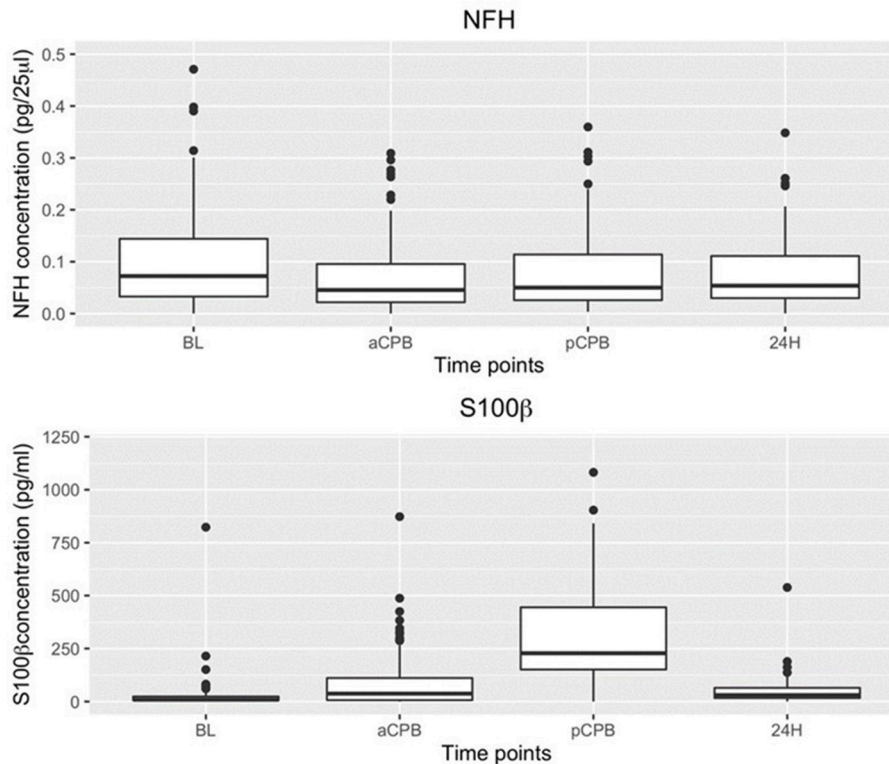 NFH
NFH concentration (pg/25μl)
0.5
0.4
0.3
0.2
0.1
0.0
BL aCPB pCPB 24H
Time points
S100β
S100βconcentration (pg/ml)
1250
1000
750
500
250
0
BL aCPB pCPB 24H
Time points